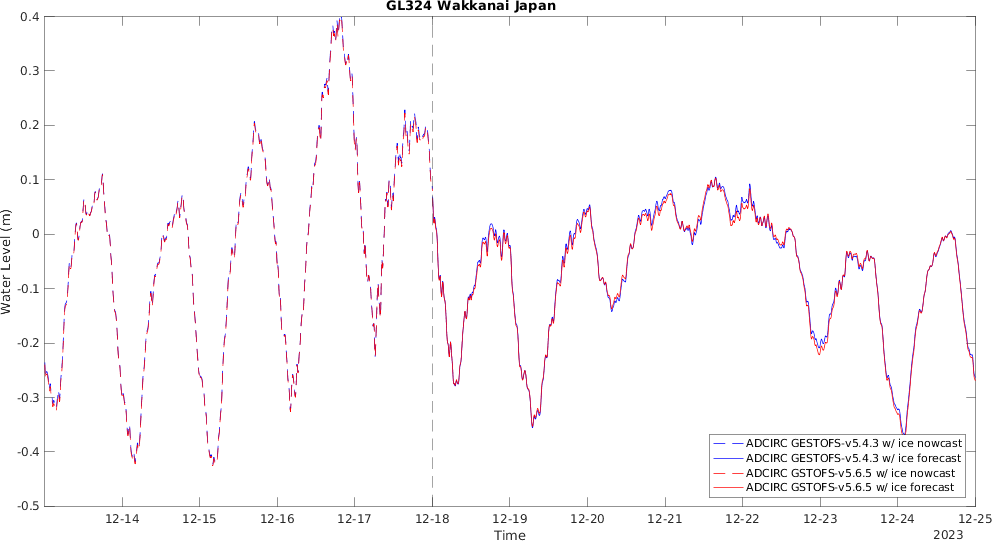 GL324 Wakkanai Japan
Water Level (m)
0.4
0.3
0.2
0.1
0
-0.1
-0.2
-0.3
-0.4
-0.5
ADCIRC GESTOFS-v5.4.3 w/ ice nowcast
ADCIRC GESTOFS-v5.4.3 w/ ice forecast
ADCIRC GSTOFS-v5.6.5 w/ ice nowcast
ADCIRC GSTOFS-v5.6.5 w/ ice forecast
12-14 12-15 12-16 12-17 12-18 12-19 12-20 12-21 12-22 12-23 12-24 12-25
Time
2023